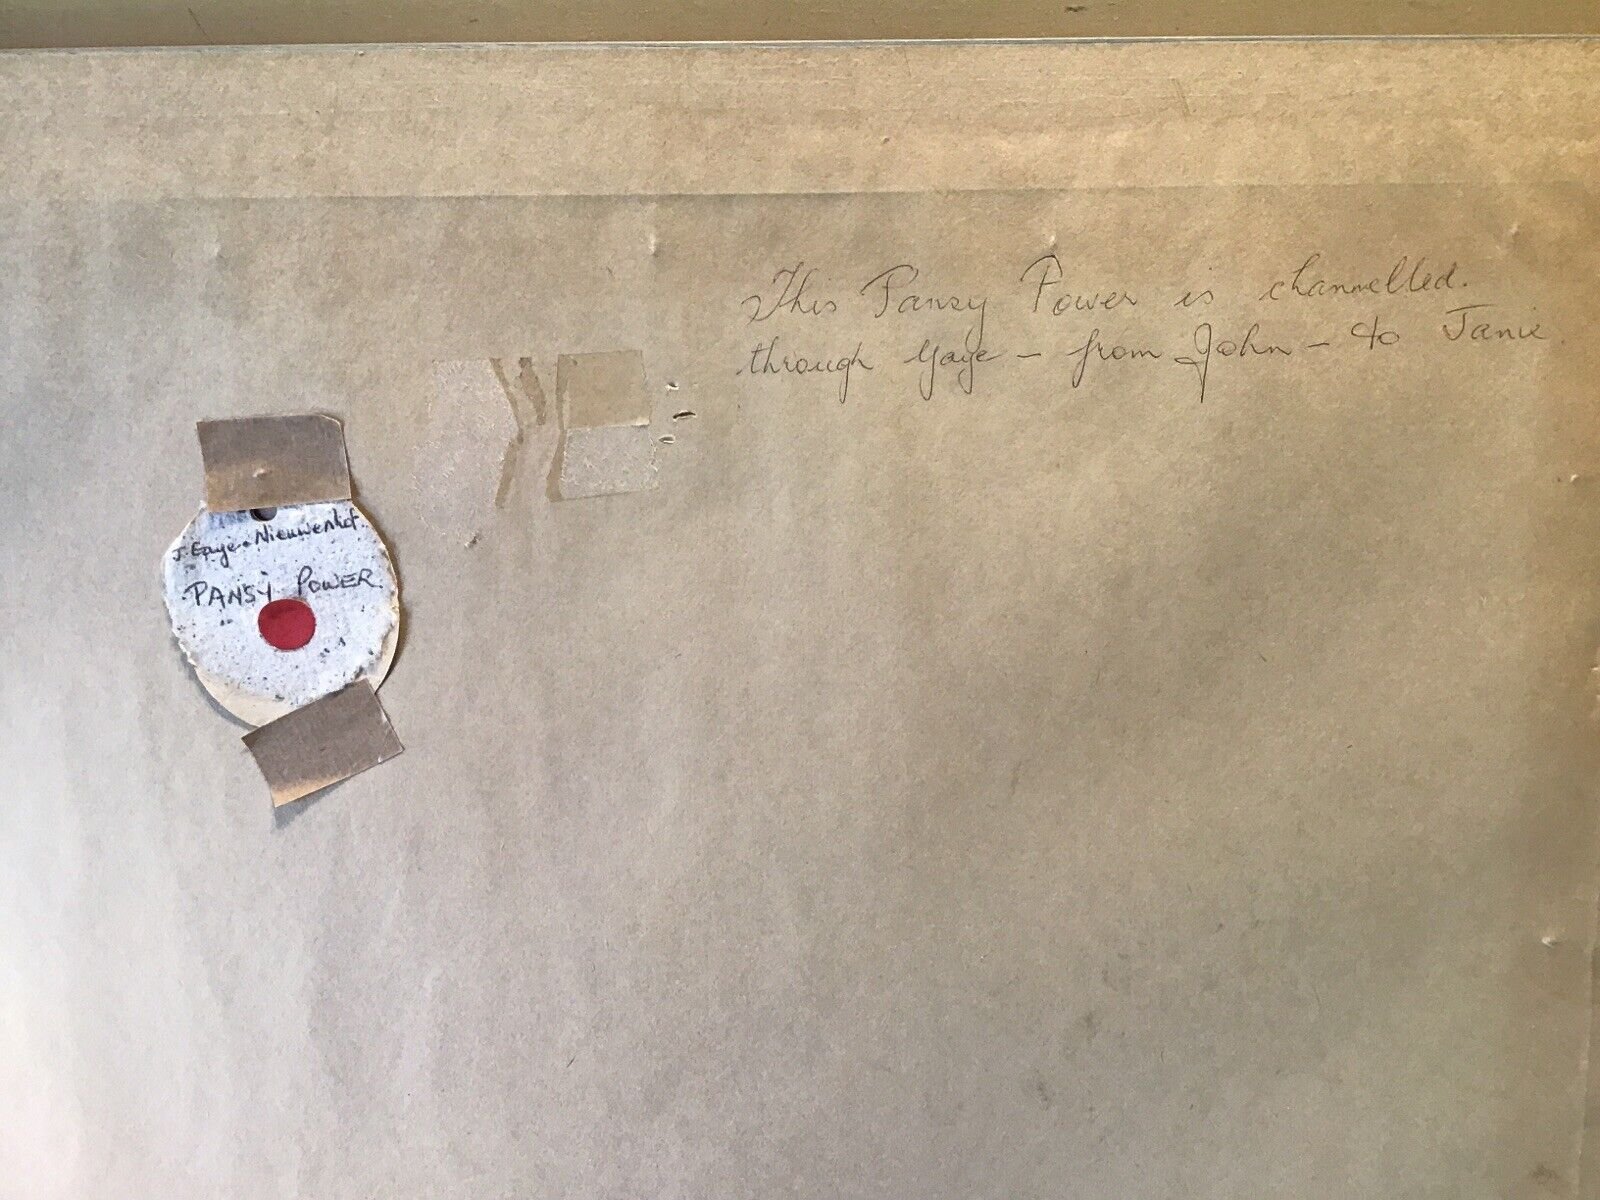 This Pansy Power is channelled.
through Gaye - from John - to Janie.
J. Gaye. Nieuwenhof.
PANSY POWER.